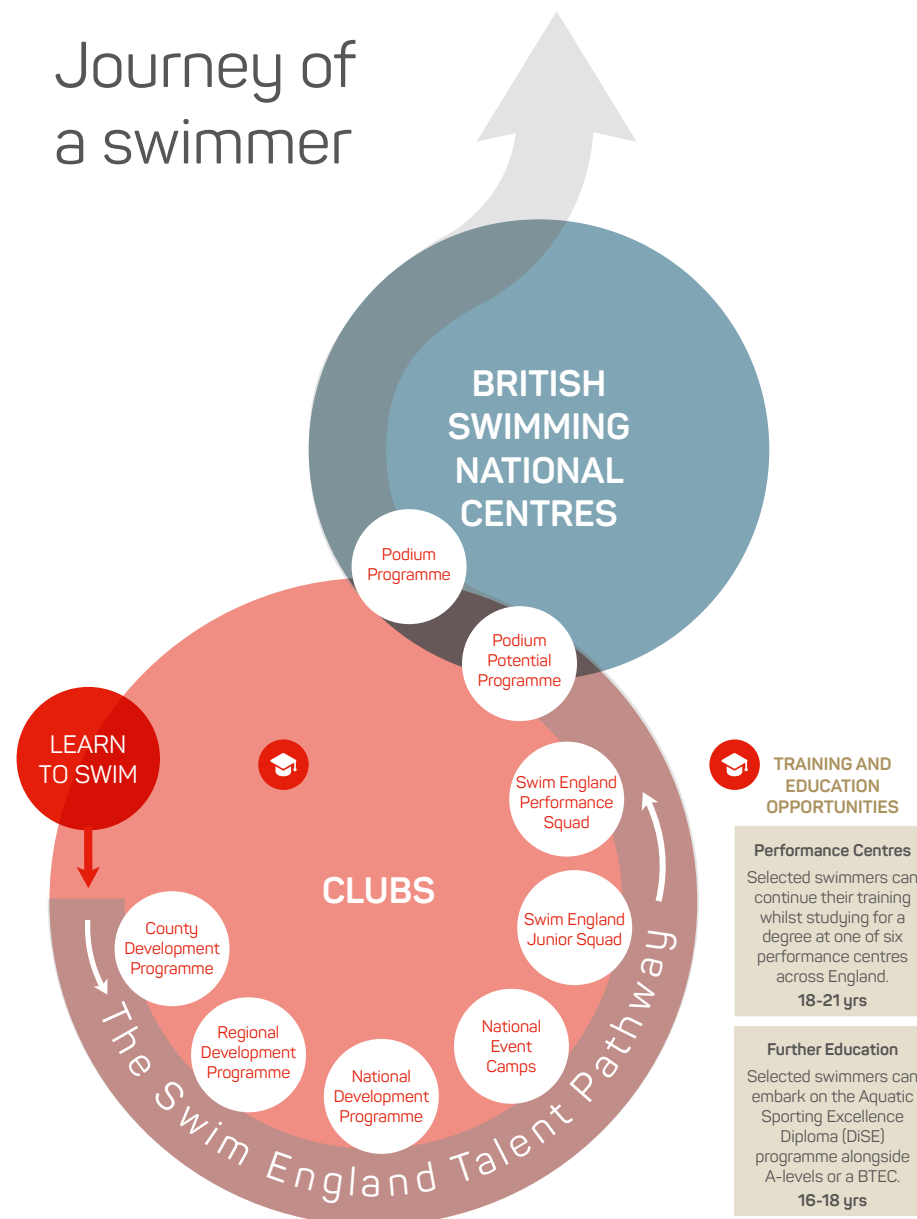 Journey of
a swimmer
BRITISH
SWIMMING
NATIONAL
CENTRES
Podium
Programme
Podium
Potential
Programme
LEARN
TO SWIM
Swim England
Performance
Squad
CLUBS
Swim England
Junior Squad
County
Development
Programme
National
Event
Camps
Regional
Development
Programme
National
Development
Programme
The Swim England Talent Pathway
TRAINING AND
EDUCATION
OPPORTUNITIES
Performance Centres
Selected swimmers can
continue their training
whilst studying for a
degree at one of six
performance centres
across England.
18-21 yrs
Further Education
Selected swimmers can
embark on the Aquatic
Sporting Excellence
Diploma (DiSE)
programme alongside
A-levels or a BTEC.
16-18 yrs